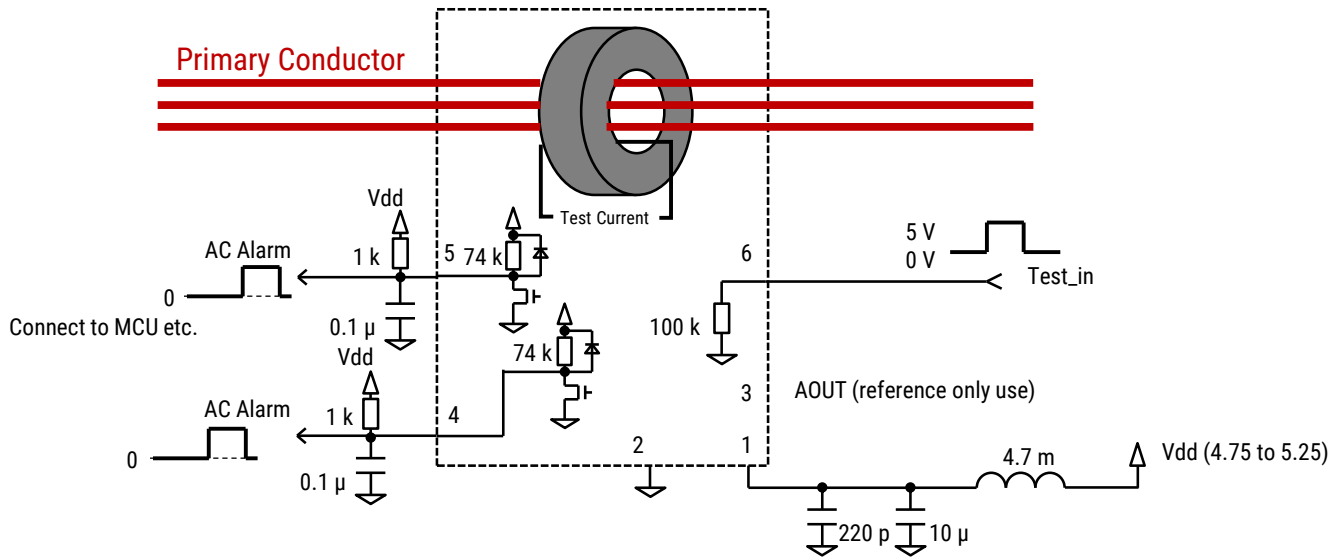 Primary Conductor
Test Current
Vdd
AC Alarm
1 k
5
74 k
6
5 V
0 V
Test_in
0
Connect to MCU etc.
0.1 µ
100 k
Vdd
74 k
AC Alarm
1 k
4
3
AOUT (reference only use)
0
2
1
0.1 µ
4.7 m
Vdd (4.75 to 5.25)
220 p
10 µ